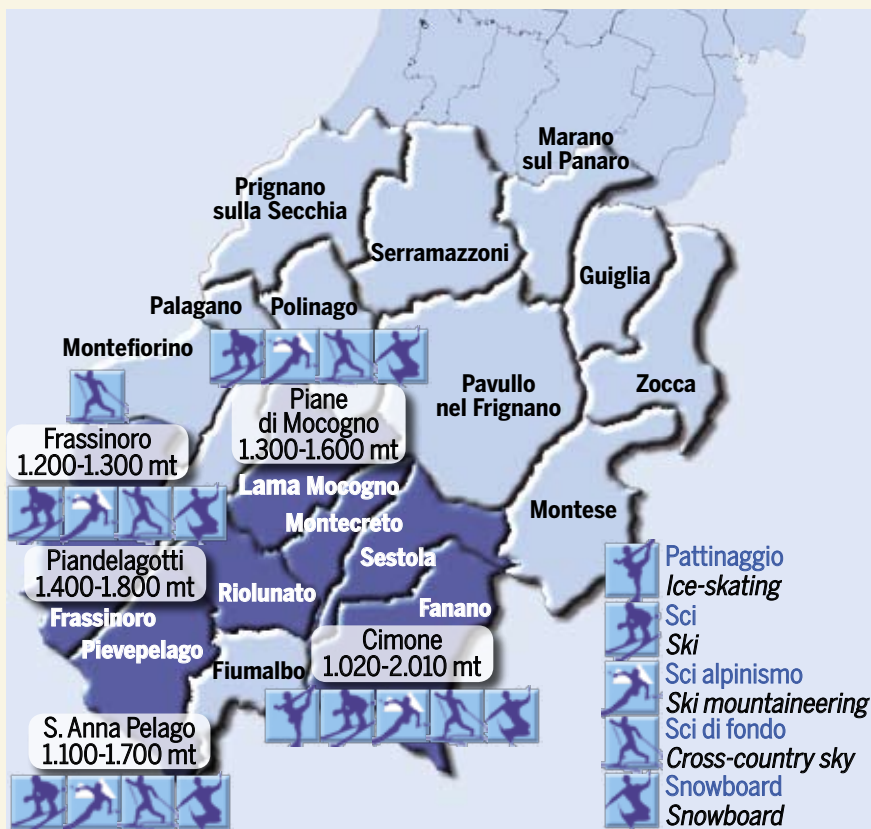 Marano
sul Panaro
Prignano
sulla Secchia
Serramazzoni
Guiglia
Palagano
Polinago
Montefiorino
Zocca
Pavullo
nel Frignano
Piane
di Mocogno
1.300-1.600 mt
Frassinoro
1.200-1.300 mt
Lama Mocogno
Montese
Montecreto
Sestola
Piandelagotti
1.400-1.800 mt
Riolunato
Fanano
Frassinoro
Pievepelago
Cimone
1.020-2.010 mt
Fiumalbo
S. Anna Pelago
1.100-1.700 mt
Pattinaggio
Ice-skating
Sci
Ski
Sci alpinismo
Ski mountaineering
Sci di fondo
Cross-country sky
Snowboard
Snowboard